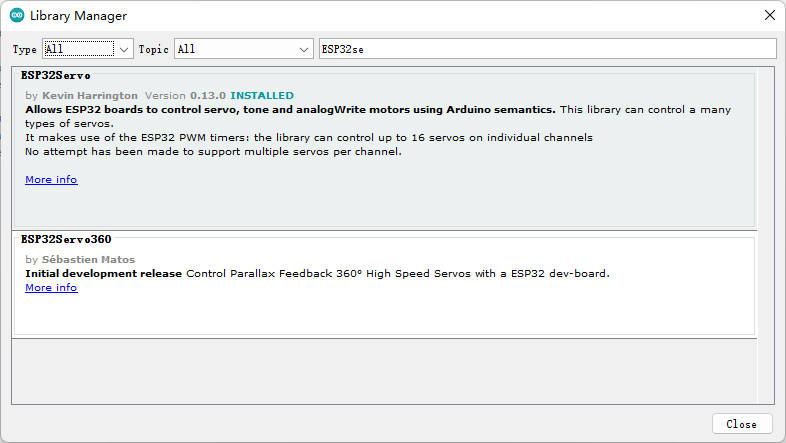 Library Manager
Type All Topic All ESP32se
ESP32Servo
by Kevin Harrington Version 0.13.0 INSTALLED
Allows ESP32 boards to control servo, tone and analogWrite motors using Arduino semantics. This library can control a many
types of servos.
It makes use of the ESP32 PWM timers: the library can control up to 16 servos on individual channels
No attempt has been made to support multiple servos per channel.
More info
ESP32Servo360
by Sébastien Matos
Initial development release Control Parallax Feedback 360° High Speed Servos with a ESP32 dev-board.
More info
Close